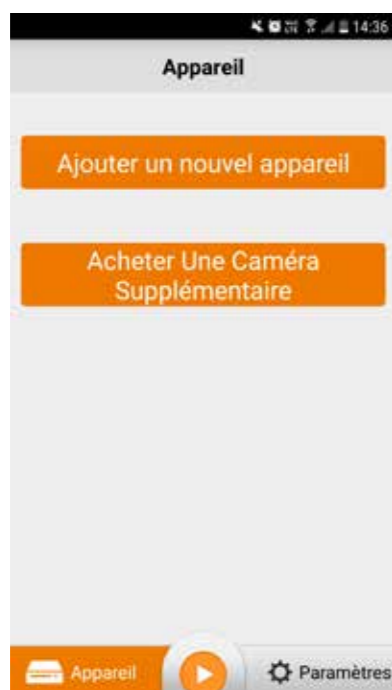 14:36
Appareil
Ajouter un nouvel appareil
Acheter Une Caméra
Supplémentaire
Appareil
Paramètres